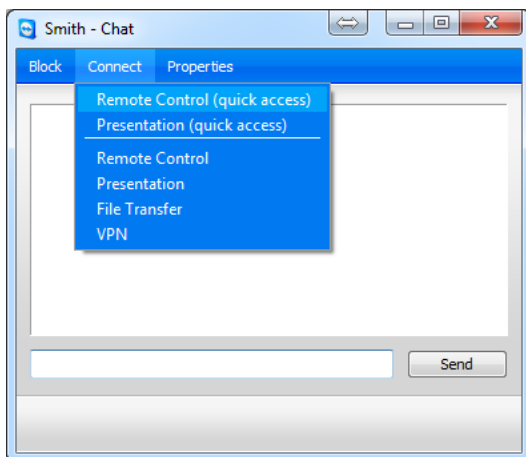 Smith - Chat
Block Connect Properties
Remote Control (quick access)
Presentation (quick access)
Remote Control
Presentation
File Transfer
VPN
Send